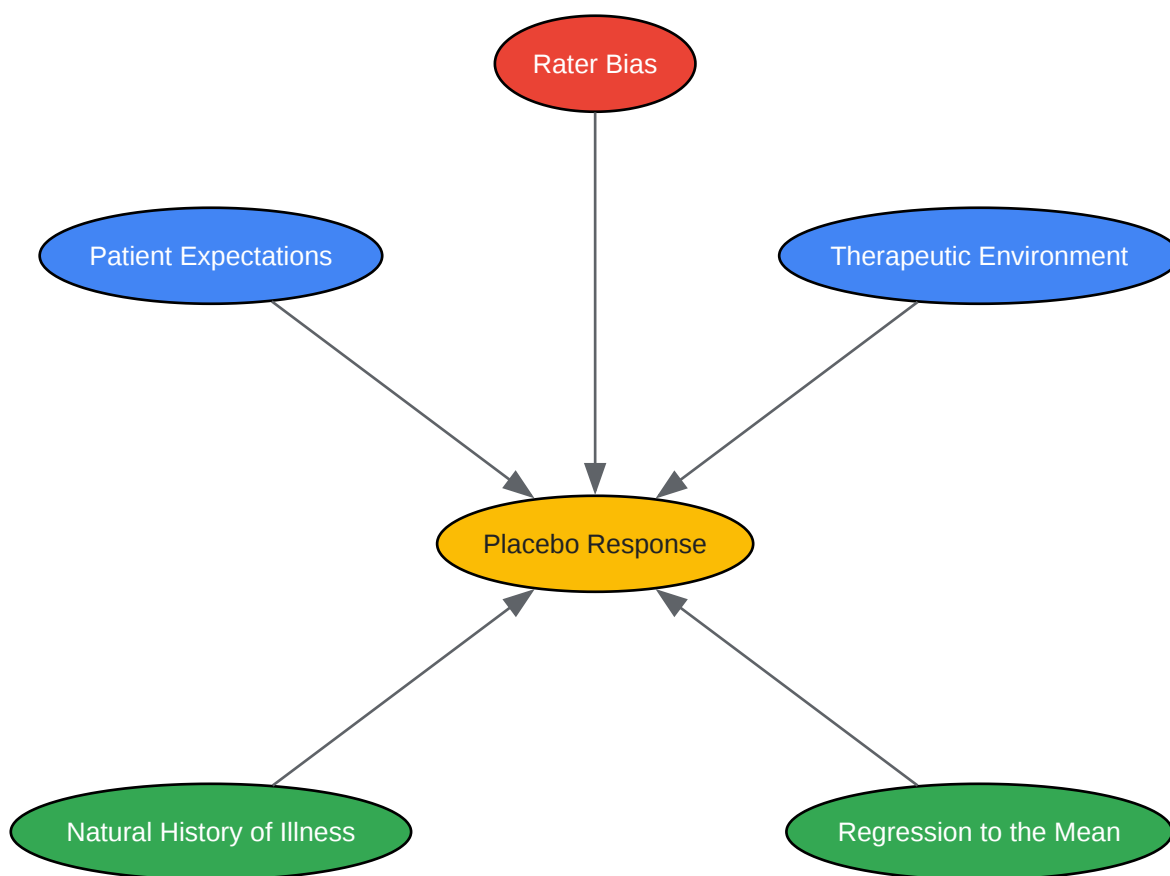 Rater Bias
Patient Expectations
Therapeutic Environment
Placebo Response
Natural History of Illness
Regression to the Mean